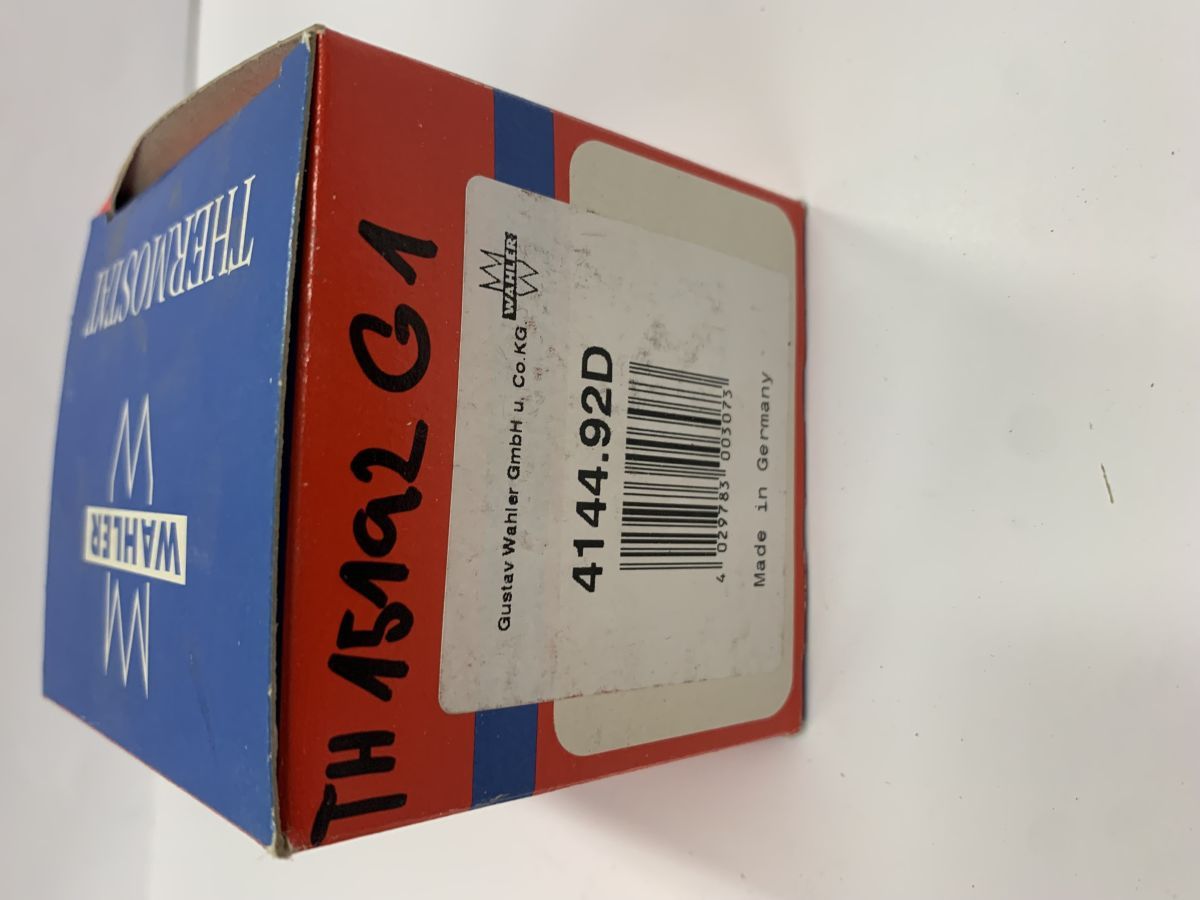 THERMOSTAT
WAHLER
TH 15192 G1
WAHLER
Gustav Wahler GmbH u. Co.KG
4144.92D
4 029783 003073
Made in Germany